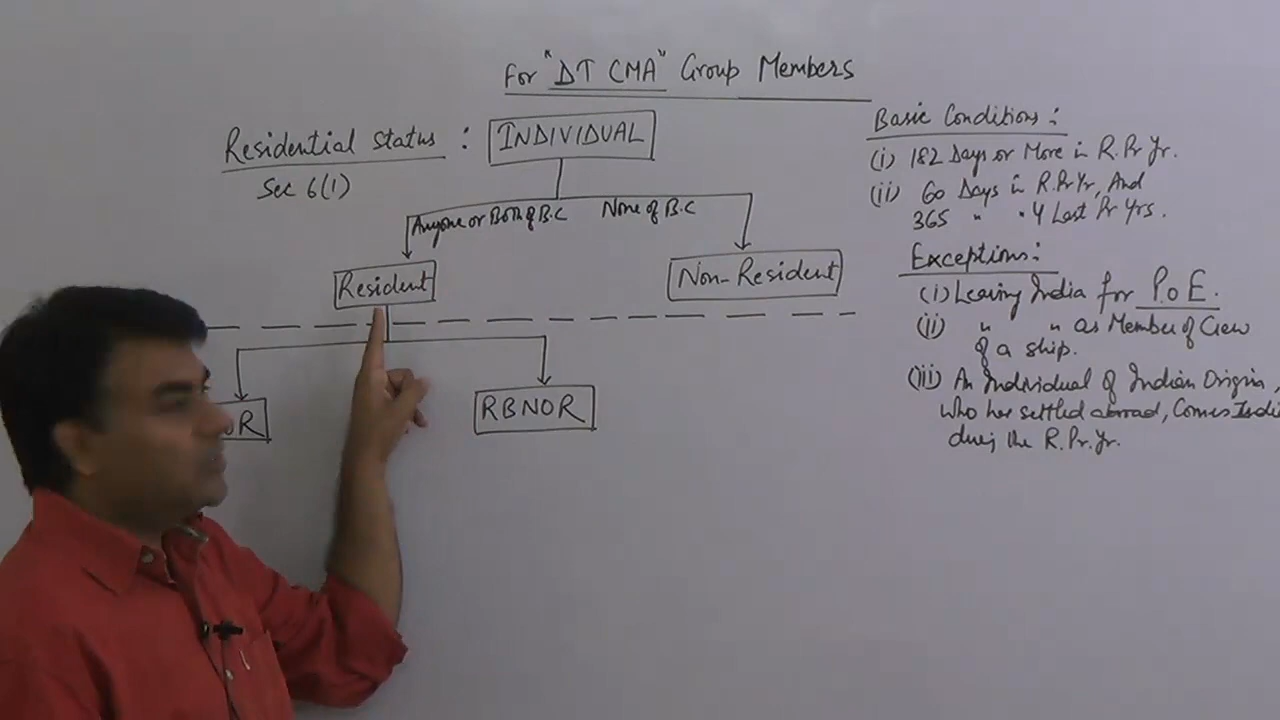 For "DT CMA" Group Members
Residential Status : INDIVIDUAL
Sec 6(1)
Anyone or Both of B.C
None of B.C
Resident
Non-Resident
OR
RBNOR
Basic Conditions :
(i) 182 Days or More in R.Pr Yr.
(ii) 60 Days in R.Pr Yr, And
365 " " 4 Last Pr Yrs.
Exceptions :
(i) Leaving India for P o E.
(ii) " " as Member of Crew
of a ship.
(iii) An Individual of Indian Origin,
Who has settled abroad, Comes Indi
during the R.Pr.Yr.